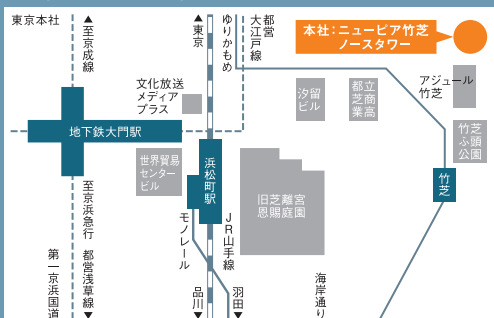 東京本社
▲至京成線
▲東京
ゆりかもめ
都営
大江戸線
本社：ニューピア竹芝
ノースタワー
文化放送
メディア
プラス
汐留
ビル
都立
芝商
業高
アジュール
竹芝
地下鉄大門駅
世界貿易
センター
ビル
浜松町駅
竹芝
ふ頭
公園
竹芝
旧芝離宮
恩賜庭園
至京浜急行
都営浅草線▼
第一京浜国道
モノレール
JR山手線
品川▼
羽田▼
海岸通り